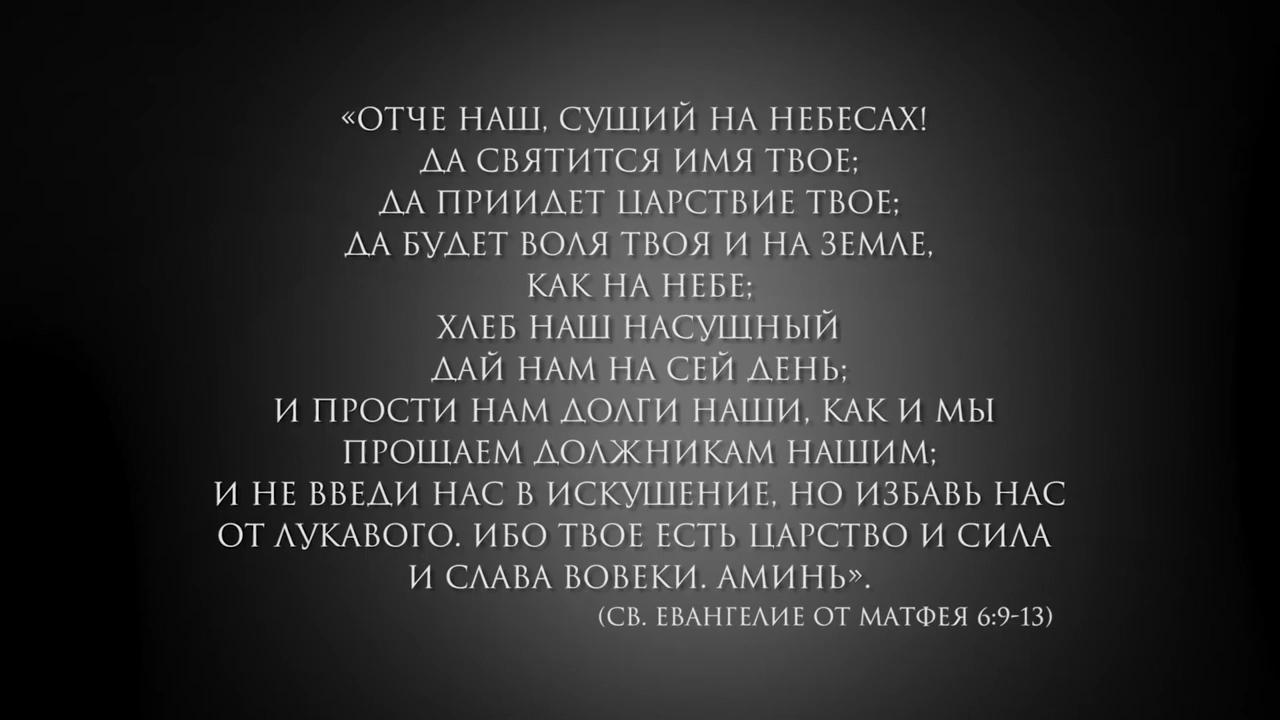 «ОТЧЕ НАШ, СУЩИЙ НА НЕБЕСАХ!
ДА СВЯТИТСЯ ИМЯ ТВОЕ;
ДА ПРИИДЕТ ЦАРСТВИЕ ТВОЕ;
ДА БУДЕТ ВОЛЯ ТВОЯ И НА ЗЕМЛЕ,
КАК НА НЕБЕ;
ХЛЕБ НАШ НАСУЩНЫЙ
ДАЙ НАМ НА СЕЙ ДЕНЬ;
И ПРОСТИ НАМ ДОЛГИ НАШИ, КАК И МЫ
ПРОЩАЕМ ДОЛЖНИКАМ НАШИМ;
И НЕ ВВЕДИ НАС В ИСКУШЕНИЕ, НО ИЗБАВЬ НАС
ОТ ЛУКАВОГО. ИБО ТВОЕ ЕСТЬ ЦАРСТВО И СИЛА
И СЛАВА ВОВЕКИ. АМИНЬ».
(СВ. ЕВАНГЕЛИЕ ОТ МАТФЕЯ 6:9-13)